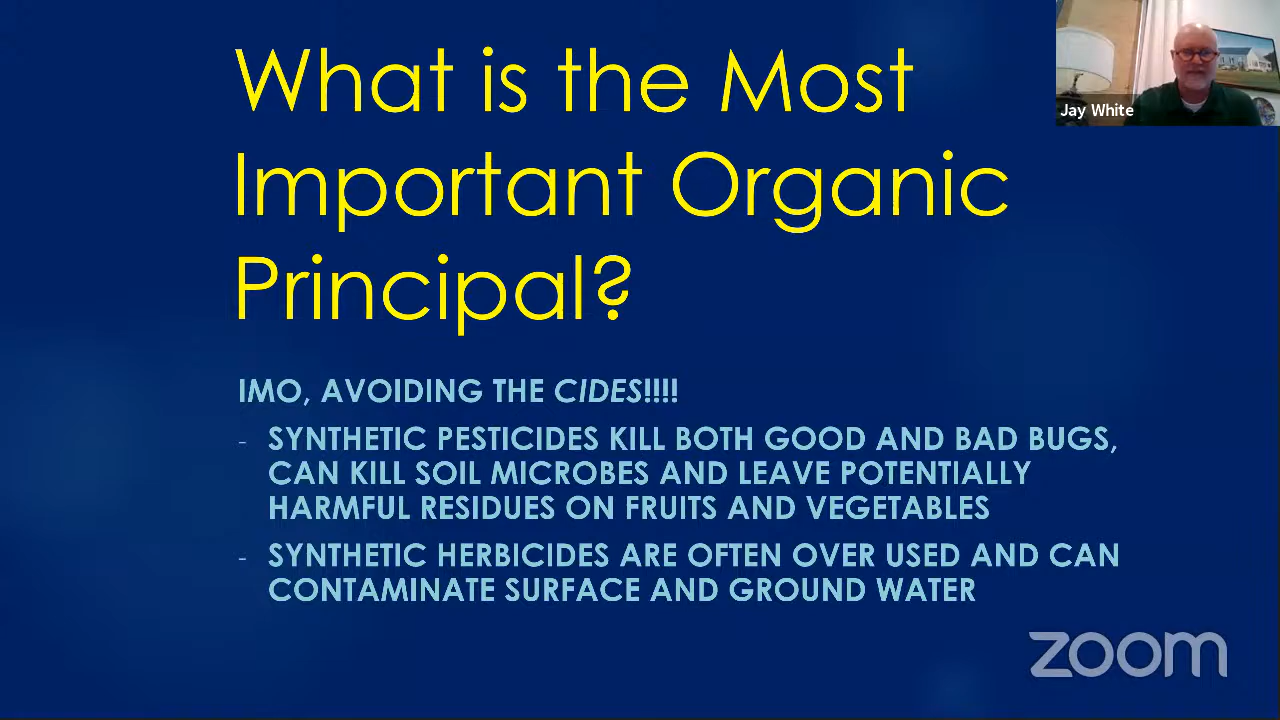 What is the Most
Important Organic
Principal?
Jay White
IMO, AVOIDING THE CIDES!!!!
- SYNTHETIC PESTICIDES KILL BOTH GOOD AND BAD BUGS,
CAN KILL SOIL MICROBES AND LEAVE POTENTIALLY
HARMFUL RESIDUES ON FRUITS AND VEGETABLES
- SYNTHETIC HERBICIDES ARE OFTEN OVER USED AND CAN
CONTAMINATE SURFACE AND GROUND WATER
zoom